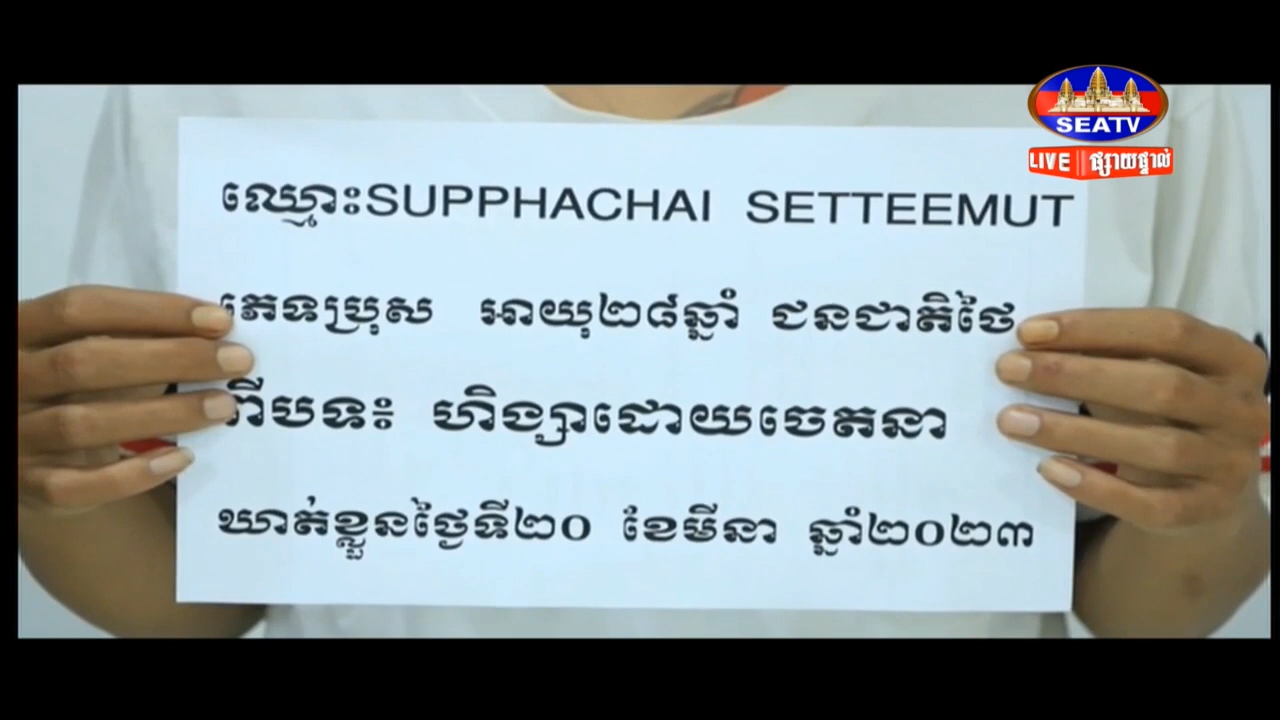 SEATV
LIVE ផ្សាយផ្ទាល់
ឈ្មោះSUPPHACHAI SETTEEMUT
ភេទប្រុស អាយុ២៨ឆ្នាំ ជនជាតិថៃ
ពីបទ៖ ហិង្សាដោយចេតនា
ឃាត់ខ្លួនថ្ងៃទី២០ ខែមីនា ឆ្នាំ២០២៣